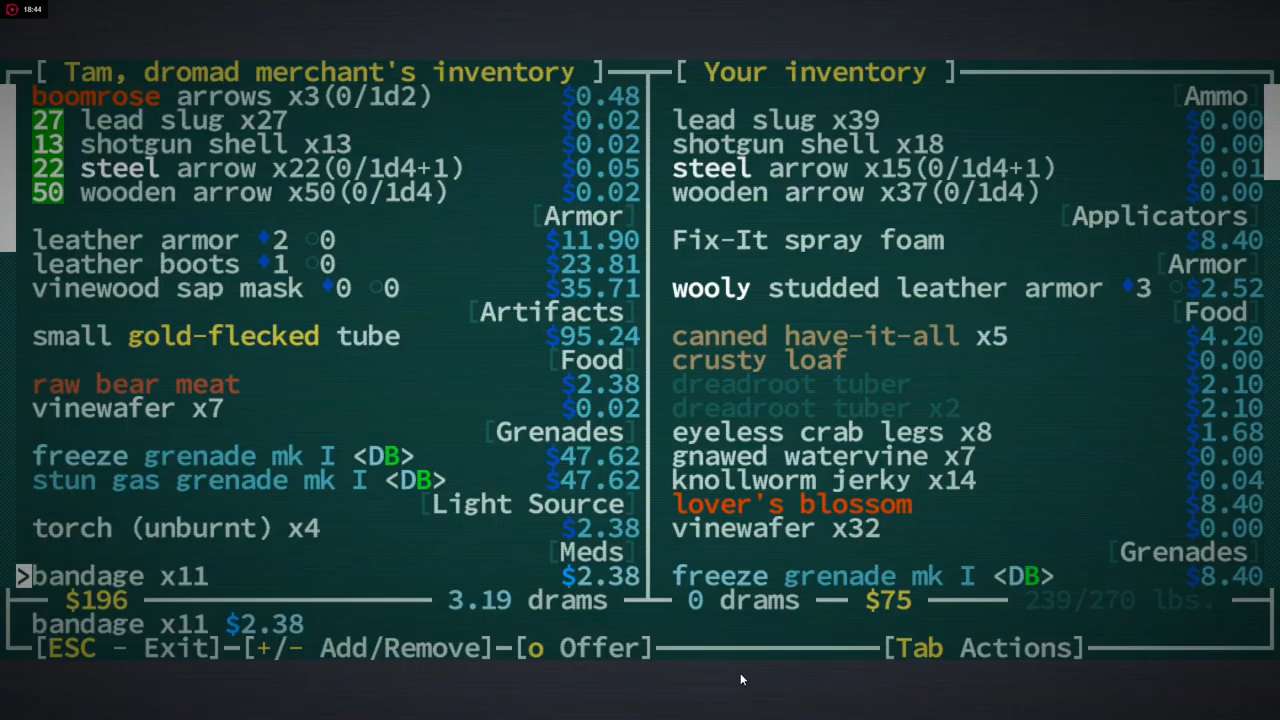 18:44
[ Tam, dromad merchant's inventory ]
boomrose arrows x3(0/1d2) $0.48
27 lead slug x27 $0.02
13 shotgun shell x13 $0.02
22 steel arrow x22(0/1d4+1) $0.05
50 wooden arrow x50(0/1d4) $0.02
[Armor]
leather armor ♦2 ○0 $11.90
leather boots ♦1 ○0 $23.81
vinewood sap mask ♦0 ○0 $35.71
[Artifacts]
small gold-flecked tube $95.24
[Food]
raw bear meat $2.38
vinewafer x7 $0.02
[Grenades]
freeze grenade mk I <DB> $47.62
stun gas grenade mk I <DB> $47.62
[Light Source]
torch (unburnt) x4 $2.38
[Meds]
>bandage x11 $2.38
$196 3.19 drams
bandage x11 $2.38
[ESC - Exit]-[+/- Add/Remove]-[o Offer]
[ Your inventory ]
[Ammo]
lead slug x39 $0.00
shotgun shell x18 $0.00
steel arrow x15(0/1d4+1) $0.01
wooden arrow x37(0/1d4) $0.00
[Applicators]
Fix-It spray foam $8.40
[Armor]
wooly studded leather armor ♦3 ○$2.52
[Food]
canned have-it-all x5 $4.20
crusty loaf $0.00
dreadroot tuber $2.10
dreadroot tuber x2 $2.10
eyeless crab legs x8 $1.68
gnawed watervine x7 $0.00
knollworm jerky x14 $0.04
lover's blossom $8.40
vinewafer x32 $0.00
[Grenades]
freeze grenade mk I <DB> $8.40
0 drams — $75 239/270 lbs.
[Tab Actions]